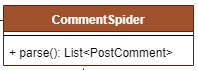 CommentSpider
+ parse(): List<PostComment>